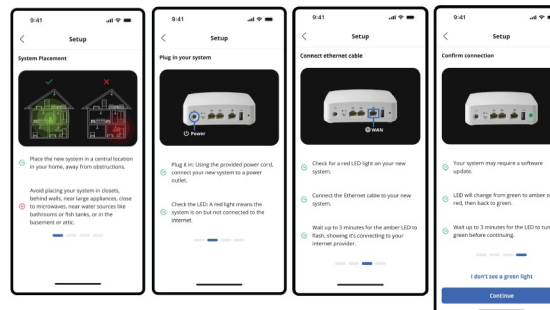 9:41
Setup
System Placement
Place the new system in a central location
in your home, away from obstructions.
Avoid placing your system in closets,
behind walls, near large appliances, close
to microwaves, near water sources like
bathrooms or fish tanks, or in the
basement or attic.
9:41
Setup
Plug in your system
Power
Plug it in: Using the provided power cord,
connect your new system to a power
outlet.
Check the LED: A red light means the
system is on but not connected to the
internet.
9:41
Setup
Connect ethernet cable
WAN
Check for a red LED light on your new
system.
Connect the Ethernet cable to your new
system.
Wait up to 3 minutes for the amber LED to
flash, showing it's connecting to your
internet provider.
9:41
Setup
Confirm connection
Your system may require a software
update.
LED will change from green to amber
red, then back to green.
Wait up to 3 minutes for the LED to turn
green before continuing.
I don't see a green light
Continue